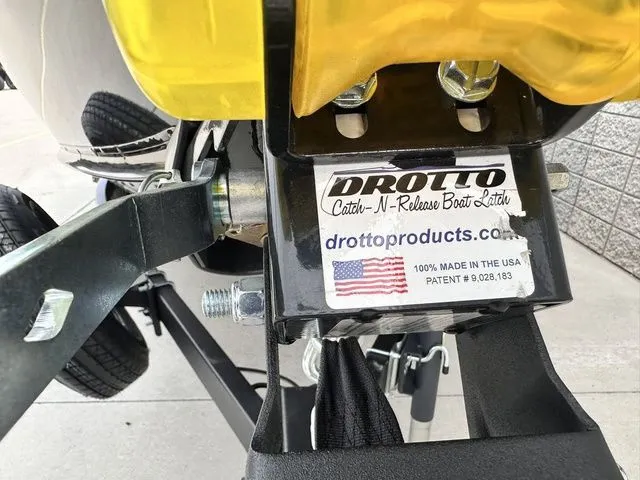 DROTTO
Catch-N-Release Boat Latch
drottoproducts.com
100% MADE IN THE USA
PATENT # 9,028,183